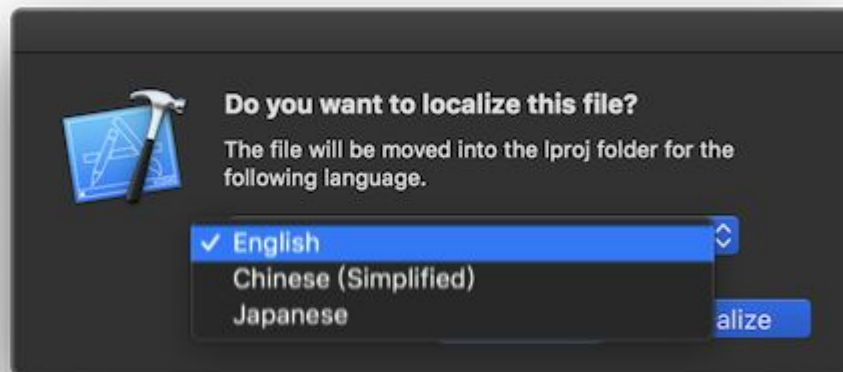 Do you want to localize this file?
The file will be moved into the lproj folder for the
following language.
✓ English
Chinese (Simplified)
Japanese
alize